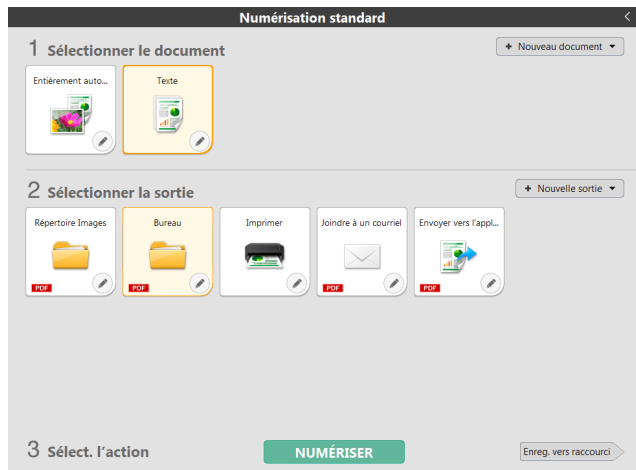 Numérisation standard
1 Sélectionner le document
+ Nouveau document
Entièrement auto...
Texte
2 Sélectionner la sortie
+ Nouvelle sortie
Répertoire Images
Bureau
Imprimer
Joindre à un courriel
Envoyer vers l'appl...
PDF
PDF
PDF
PDF
3 Sélect. l'action
NUMÉRISER
Enreg. vers raccourci